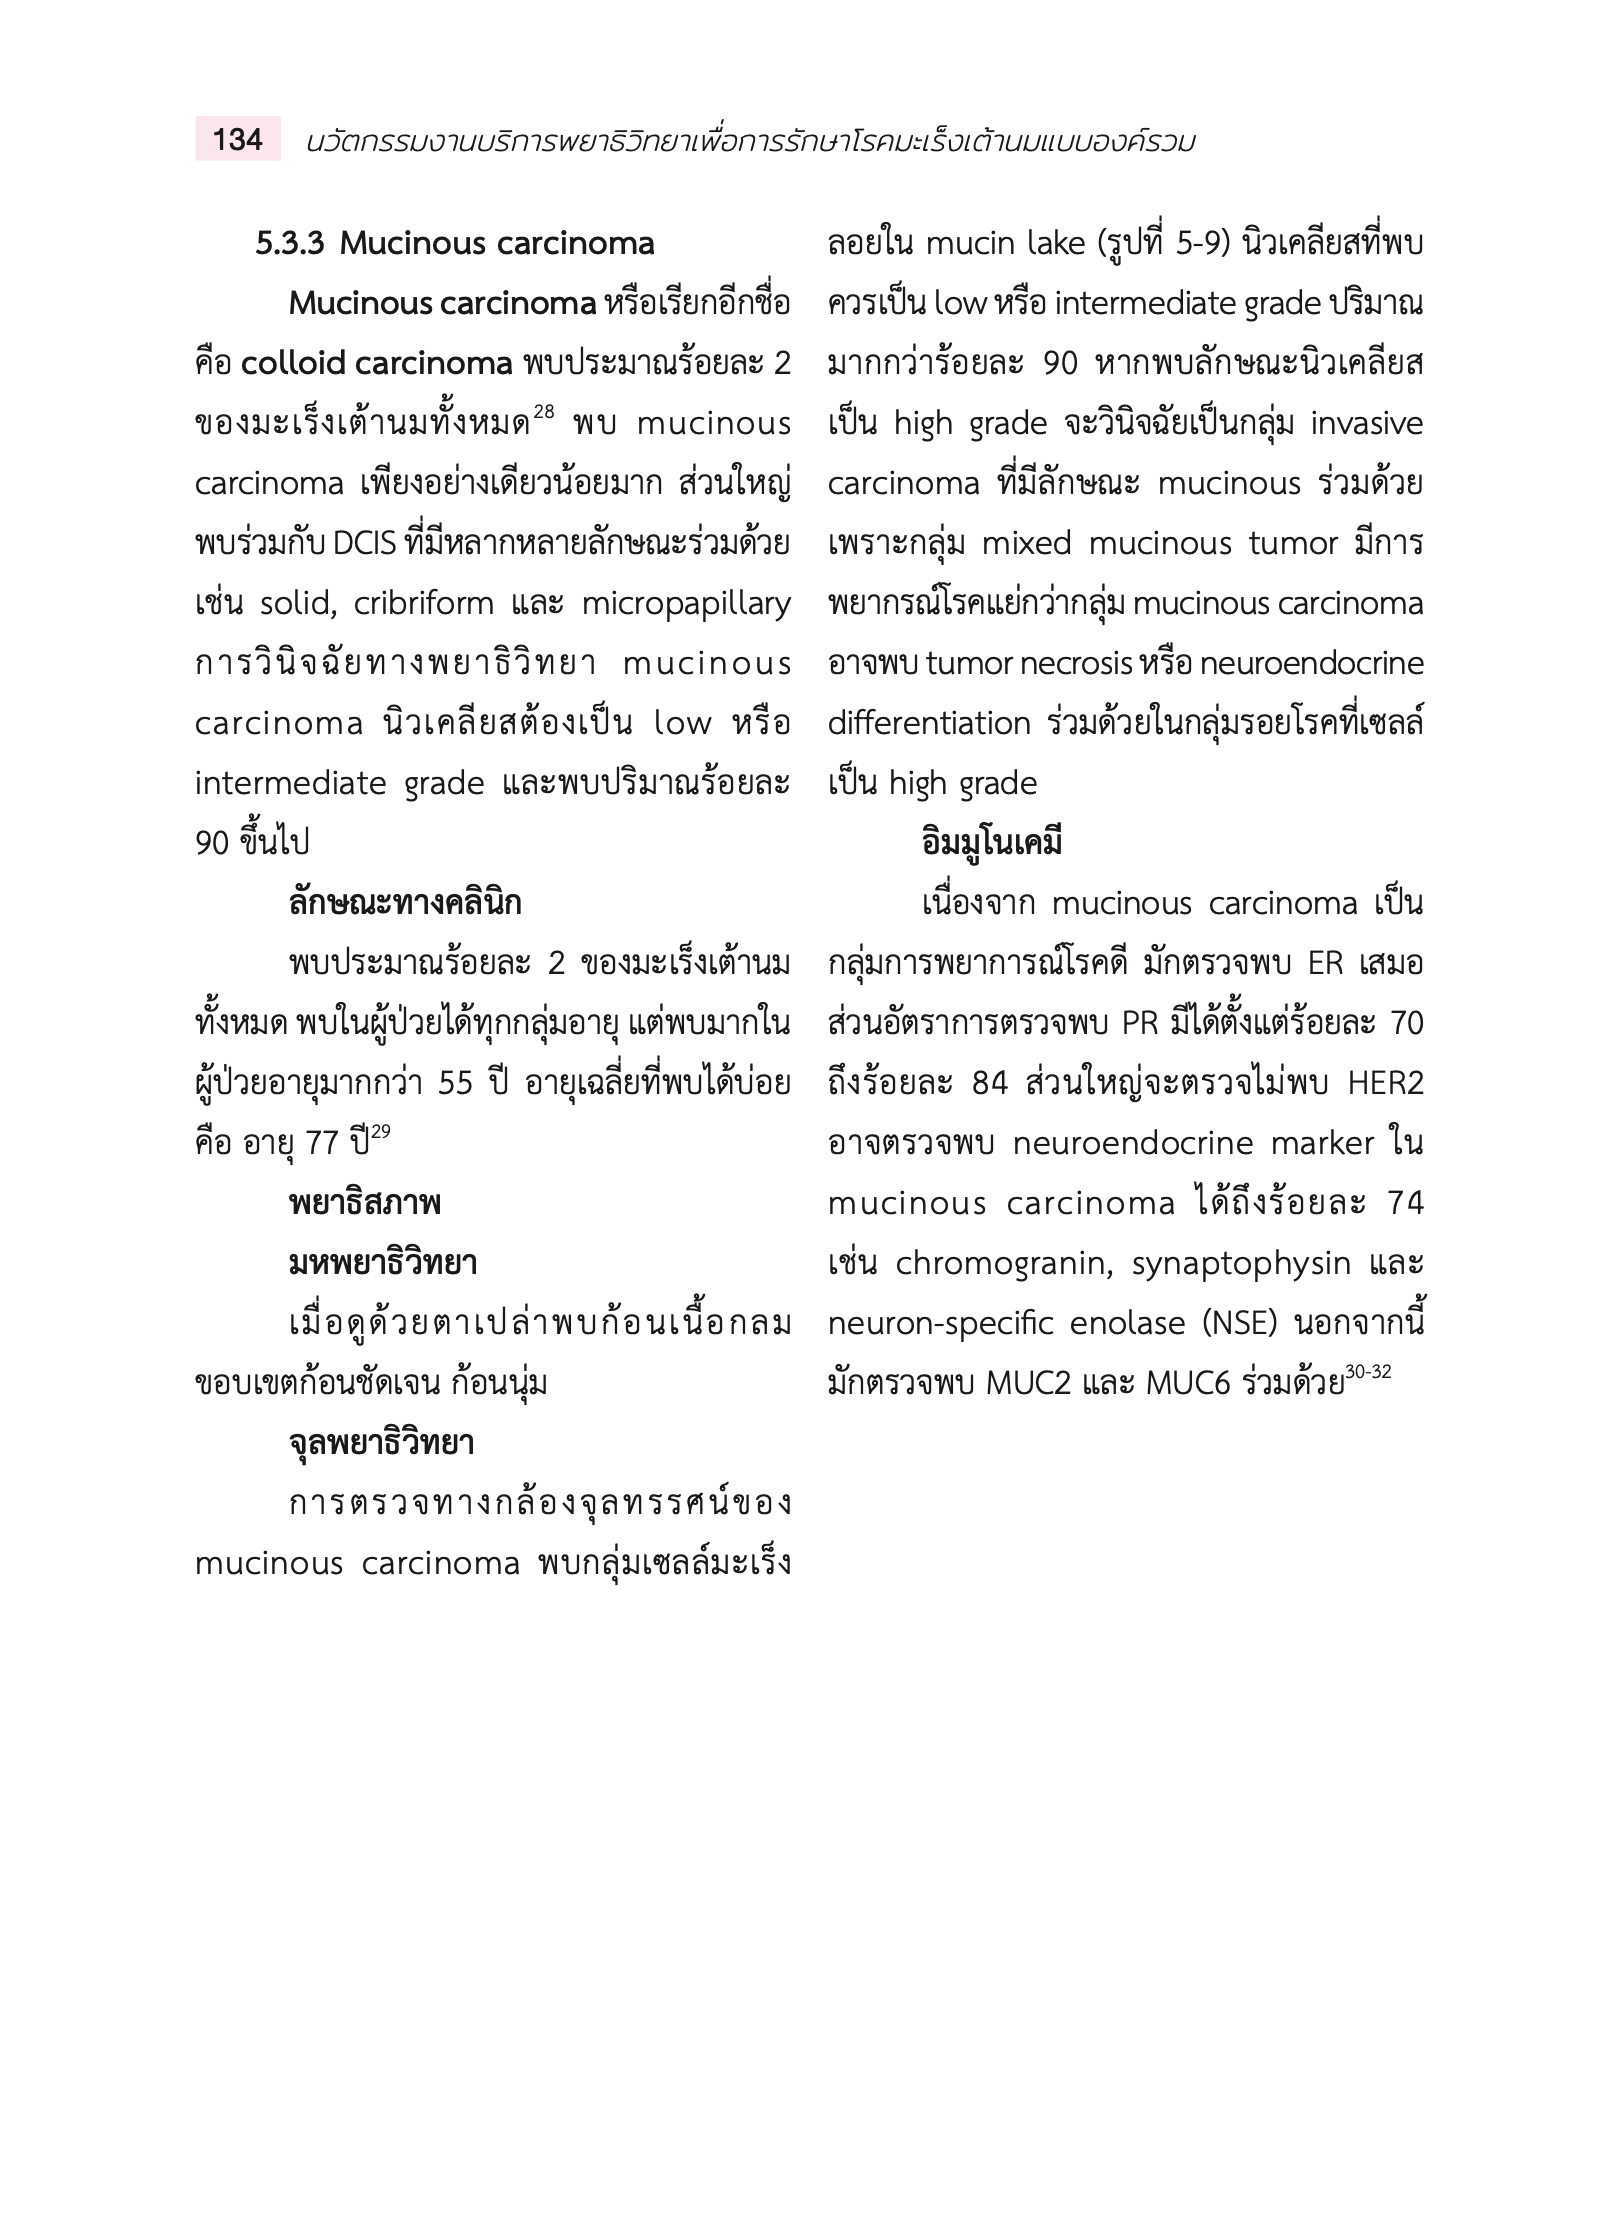 134 นวัตกรรมงานบริการพยาธิวิทยาเพื่อการรักษาโรคมะเร็งเต้านมแบบองค์รวม
5.3.3 Mucinous carcinoma
Mucinous carcinoma หรือเรียกอีกชื่อ
คือ colloid carcinoma พบประมาณร้อยละ 2
ของมะเร็งเต้านมทั้งหมด28 พบ mucinous
carcinoma เพียงอย่างเดียวน้อยมาก ส่วนใหญ่
พบร่วมกับ DCIS ที่มีหลากหลายลักษณะร่วมด้วย
เช่น solid, cribriform และ micropapillary
การวินิจฉัยทางพยาธิวิทยา mucinous
carcinoma นิวเคลียสต้องเป็น low หรือ
intermediate grade และพบปริมาณร้อยละ
90 ขึ้นไป
ลักษณะทางคลินิก
พบประมาณร้อยละ 2 ของมะเร็งเต้านม
ทั้งหมด พบในผู้ป่วยได้ทุกกลุ่มอายุ แต่พบมากใน
ผู้ป่วยอายุมากกว่า 55 ปี อายุเฉลี่ยที่พบได้บ่อย
คือ อายุ 77 ปี29
พยาธิสภาพ
มหพยาธิวิทยา
เมื่อดูด้วยตาเปล่าพบก้อนเนื้อกลม
ขอบเขตก้อนชัดเจน ก้อนนุ่ม
จุลพยาธิวิทยา
การตรวจทางกล้องจุลทรรศน์ของ
mucinous carcinoma พบกลุ่มเซลล์มะเร็ง
ลอยใน mucin lake (รูปที่ 5-9) นิวเคลียสที่พบ
ควรเป็น low หรือ intermediate grade ปริมาณ
มากกว่าร้อยละ 90 หากพบลักษณะนิวเคลียส
เป็น high grade จะวินิจฉัยเป็นกลุ่ม invasive
carcinoma ที่มีลักษณะ mucinous ร่วมด้วย
เพราะกลุ่ม mixed mucinous tumor มีการ
พยากรณ์โรคแย่กว่ากลุ่ม mucinous carcinoma
อาจพบ tumor necrosis หรือ neuroendocrine
differentiation ร่วมด้วยในกลุ่มรอยโรคที่เซลล์
เป็น high grade
อิมมูโนเคมี
เนื่องจาก mucinous carcinoma เป็น
กลุ่มการพยาการณ์โรคดี มักตรวจพบ ER เสมอ
ส่วนอัตราการตรวจพบ PR มีได้ตั้งแต่ร้อยละ 70
ถึงร้อยละ 84 ส่วนใหญ่จะตรวจไม่พบ HER2
อาจตรวจพบ neuroendocrine marker ใน
mucinous carcinoma ได้ถึงร้อยละ 74
เช่น chromogranin, synaptophysin และ
neuron-specific enolase (NSE) นอกจากนี้
มักตรวจพบ MUC2 และ MUC6 ร่วมด้วย30-32